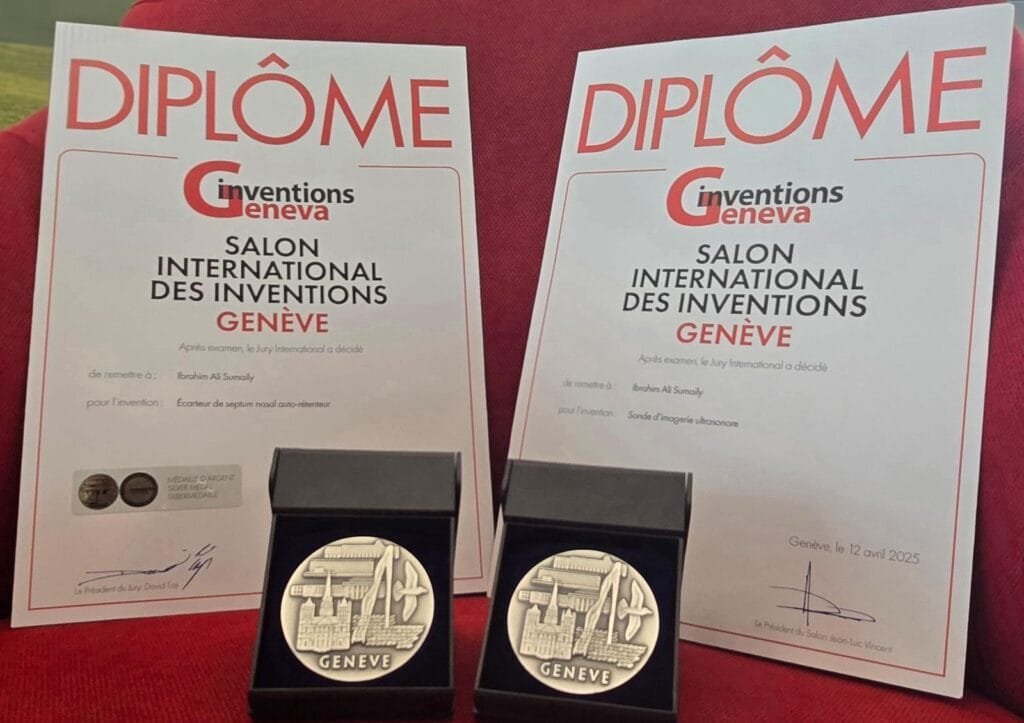 DIPLÔME
inventions
Geneva
SALON
INTERNATIONAL
DES INVENTIONS
GENÈVE
Après examen, le Jury International a décidé
de remettre à : Ibrahim Ali Sumaily
pour l'invention : Écarteur de septum nasal auto-rétenteur
MÉDAILLE D'ARGENT
SILVER MEDAL
SILBERMEDAILLE
Le Président du Jury: David Taji
GENEVE
DIPLÔME
inventions
Geneva
SALON
INTERNATIONAL
DES INVENTIONS
GENÈVE
Après examen, le Jury International a décidé
de remettre à : Ibrahim Ali Sumaily
pour l'invention : Sonde d'imagerie ultrasonore
Genève, le 12 avril 2025
Le Président du Salon: Jean-Luc Vincent
GENEVE